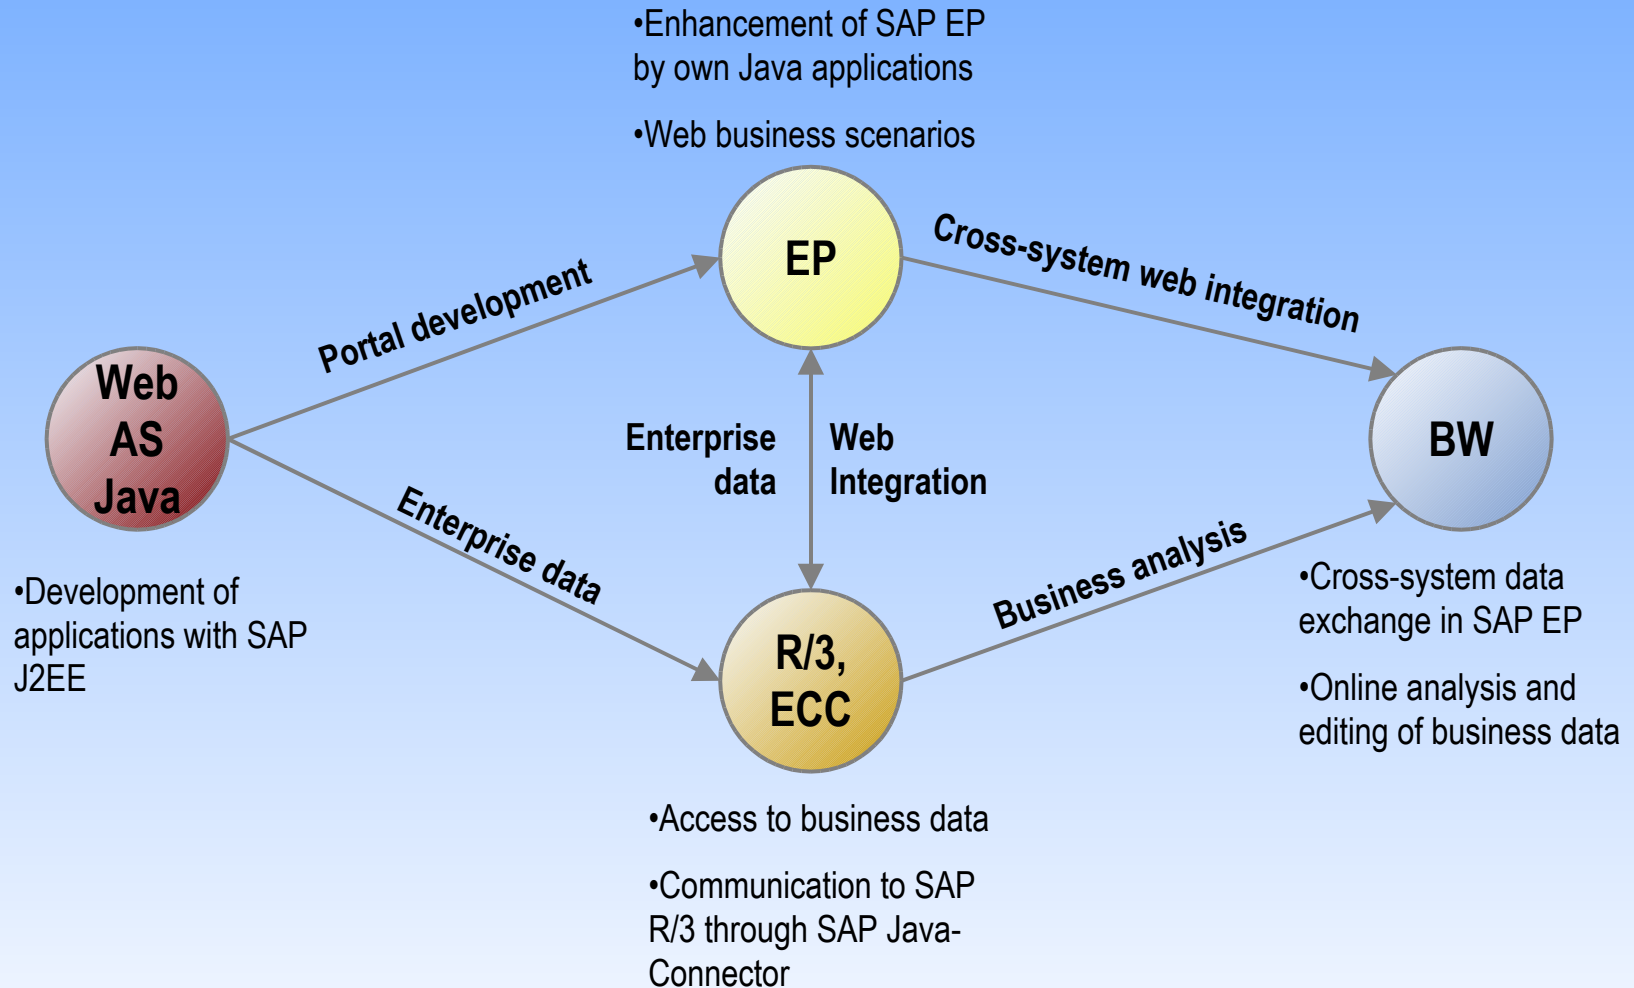 •Enhancement of SAP EP
by own Java applications
•Web business scenarios
EP
Cross-system web integration
Portal development
Web
AS
Java
Enterprise
data
Web
Integration
BW
Enterprise data
Business analysis
•Development of
applications with SAP
J2EE
R/3,
ECC
•Cross-system data
exchange in SAP EP
•Online analysis and
editing of business data
•Access to business data
•Communication to SAP
R/3 through SAP Java-
Connector